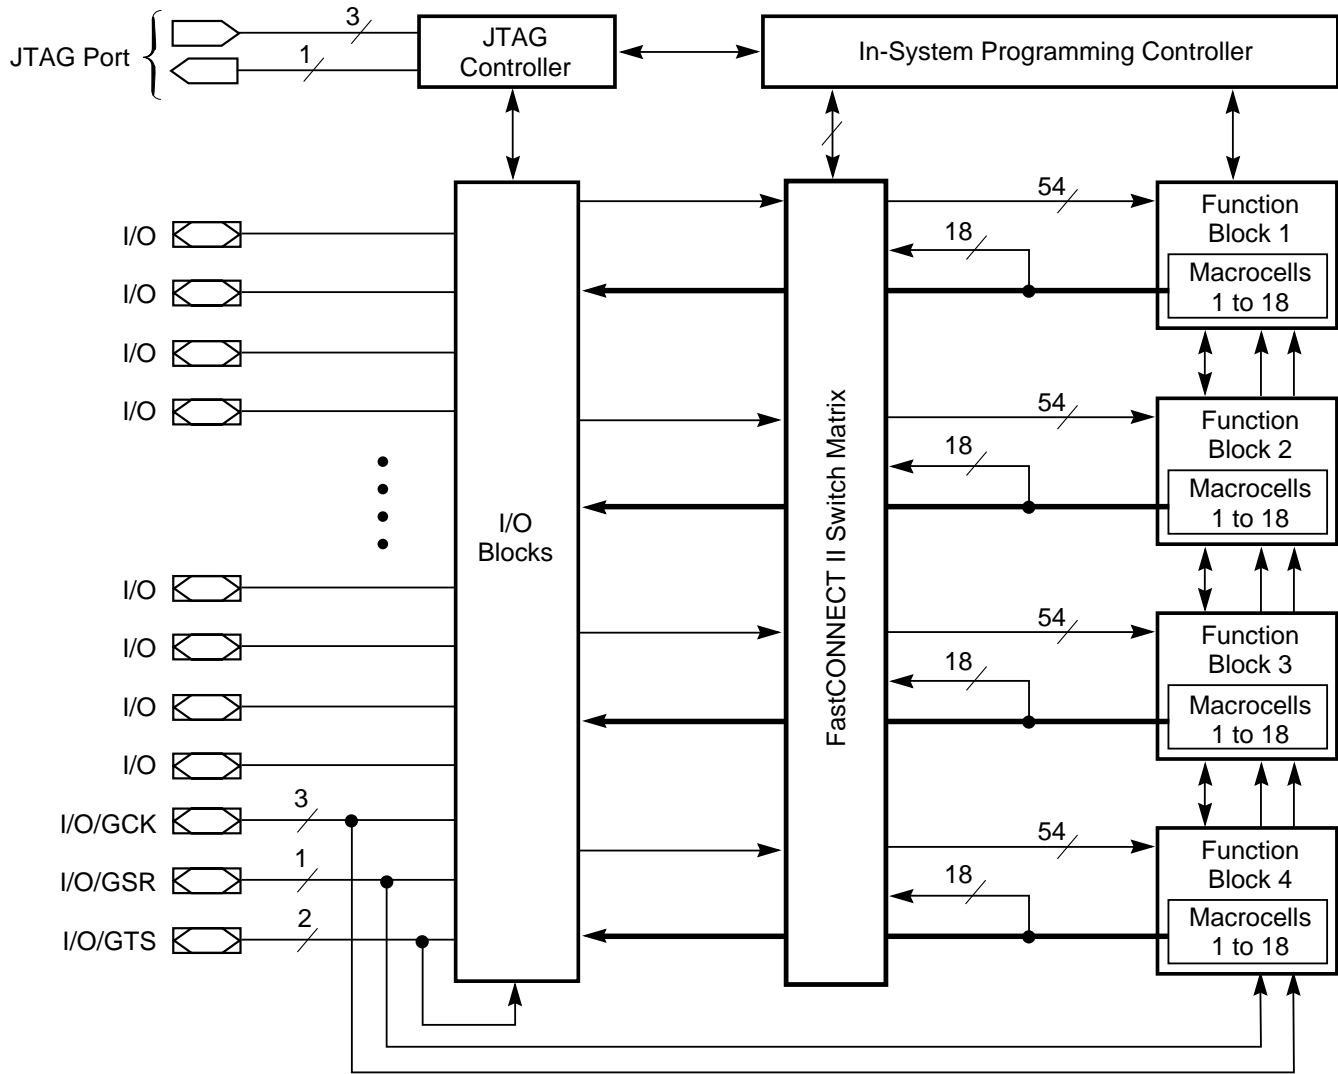 JTAG Port
3
1
JTAG
Controller
In-System Programming Controller
I/O
I/O
I/O
I/O
I/O
I/O
I/O
I/O
I/O/GCK
3
I/O/GSR
1
I/O/GTS
2
I/O
Blocks
FastCONNECT II Switch Matrix
54
18
Function
Block 1
Macrocells
1 to 18
54
18
Function
Block 2
Macrocells
1 to 18
54
18
Function
Block 3
Macrocells
1 to 18
54
18
Function
Block 4
Macrocells
1 to 18